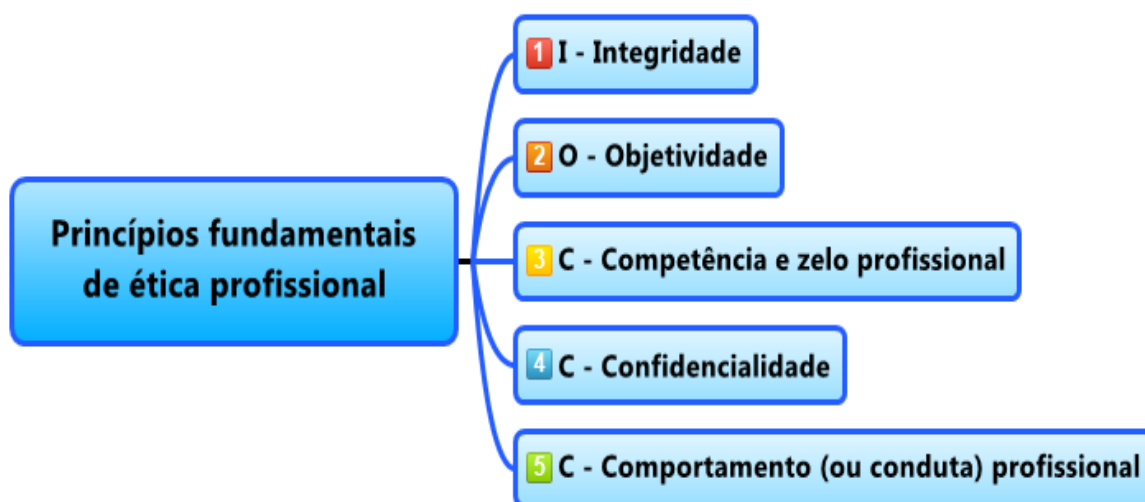 Princípios fundamentais
de ética profissional
1 I - Integridade
2 O - Objetividade
3 C - Competência e zelo profissional
4 C - Confidencialidade
5 C - Comportamento (ou conduta) profissional